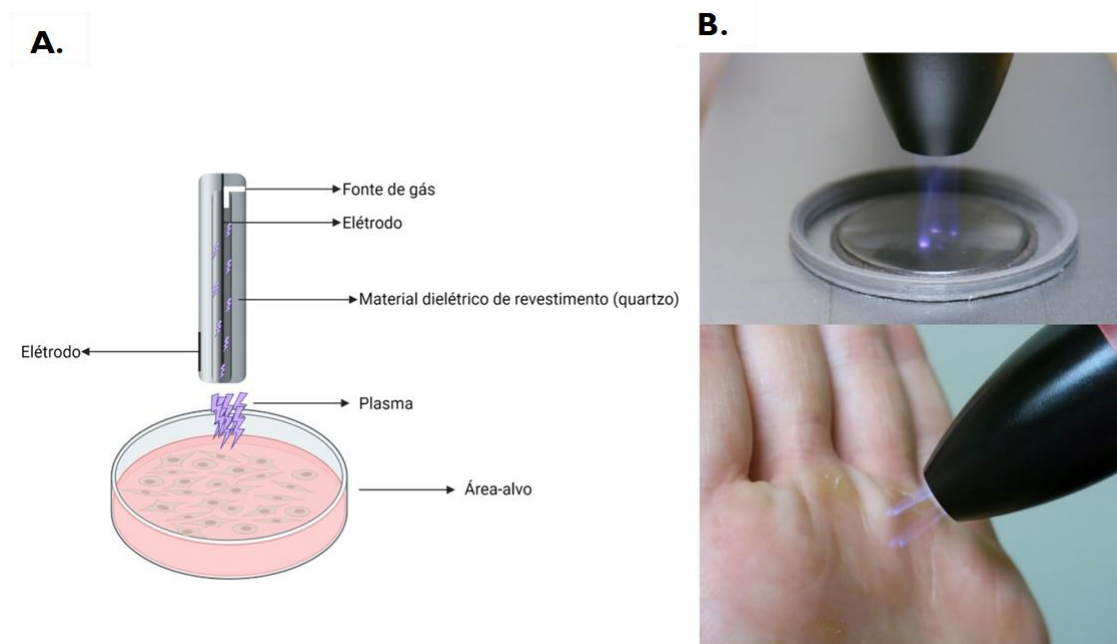 A.
B.
Fonte de gás
Elétrodo
Material dielétrico de revestimento (quartzo)
Elétrodo
Plasma
Área-alvo